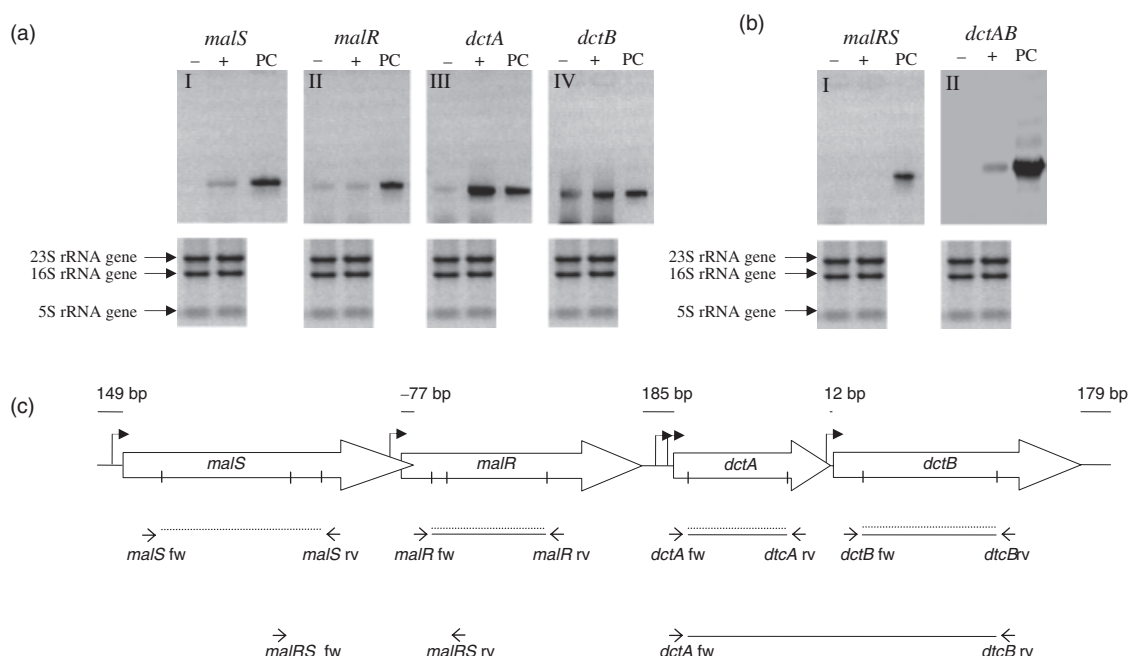 (a)
malS malR dctA dctB
– + PC – + PC – + PC – + PC
I II III IV
23S rRNA gene
16S rRNA gene
5S rRNA gene
(b)
malRS dctAB
– + PC – + PC
I II
23S rRNA gene
16S rRNA gene
5S rRNA gene
(c)
149 bp –77 bp 185 bp 12 bp 179 bp
malS malR dctA dctB
malS fw malS rv malR fw malR rv dctA fw dtcA rv dctB fw dtcBrv
malRS fw malRS rv dctA fw dtcB rv